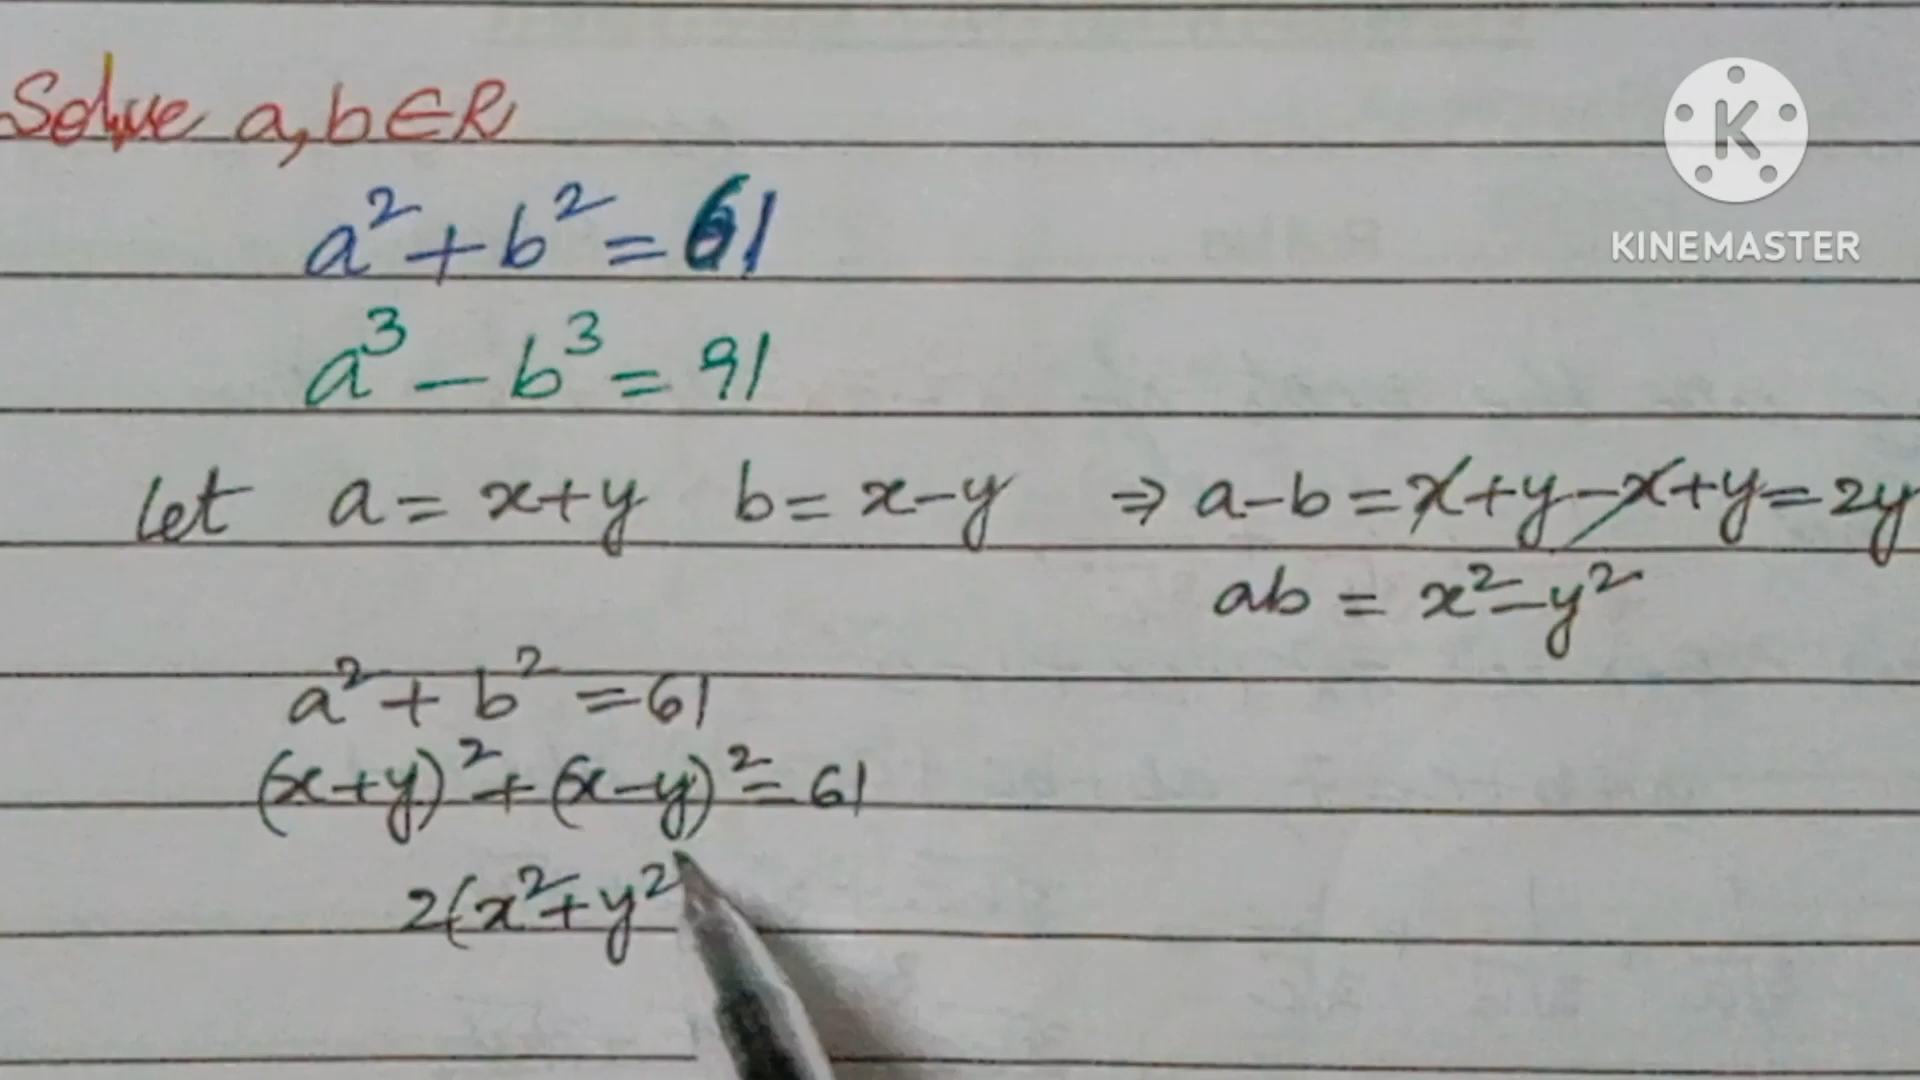 Solve a, b ∈ R
a² + b² = 61
a³ − b³ = 91
let a = x+y b = x−y ⇒ a−b = x+y−x+y = 2y
ab = x²−y²
a² + b² = 61
(x+y)² + (x−y)² = 61
2(x²+y²
K
KINEMASTER